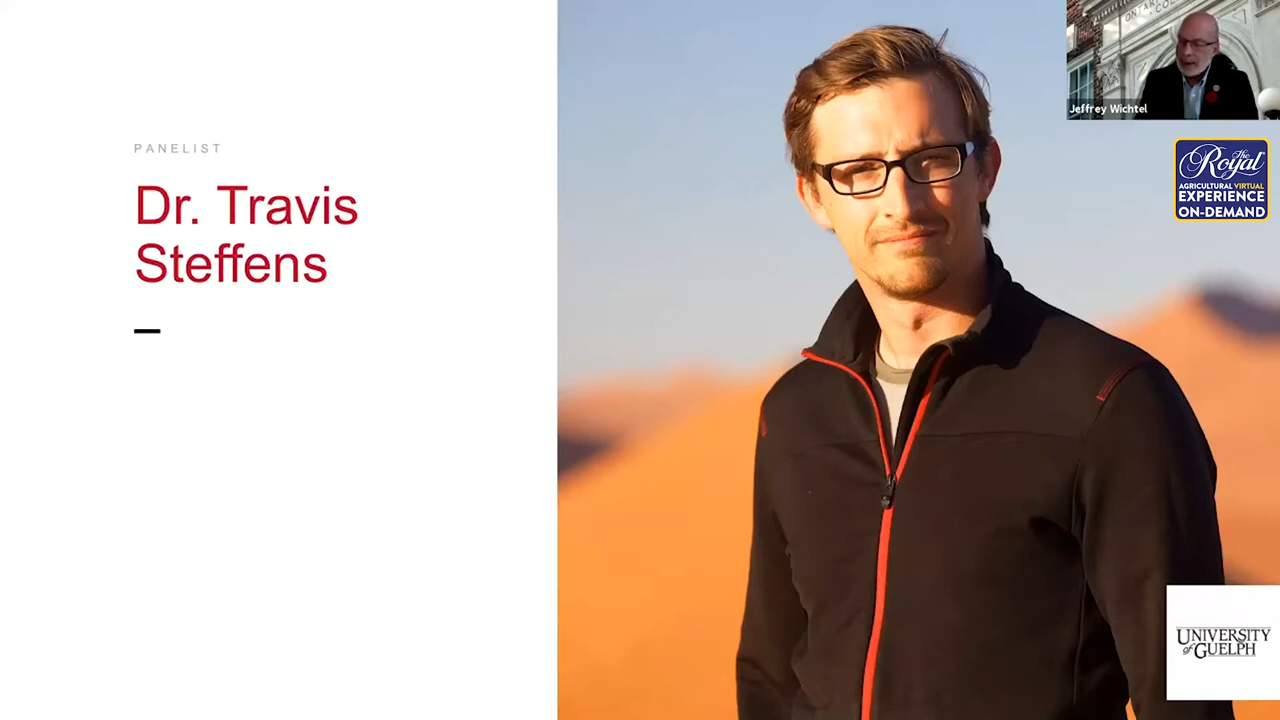 PANELIST
Dr. Travis
Steffens
Jeffrey Wichtel
The
Royal
AGRICULTURAL VIRTUAL
EXPERIENCE
ON-DEMAND
UNIVERSITY
of GUELPH